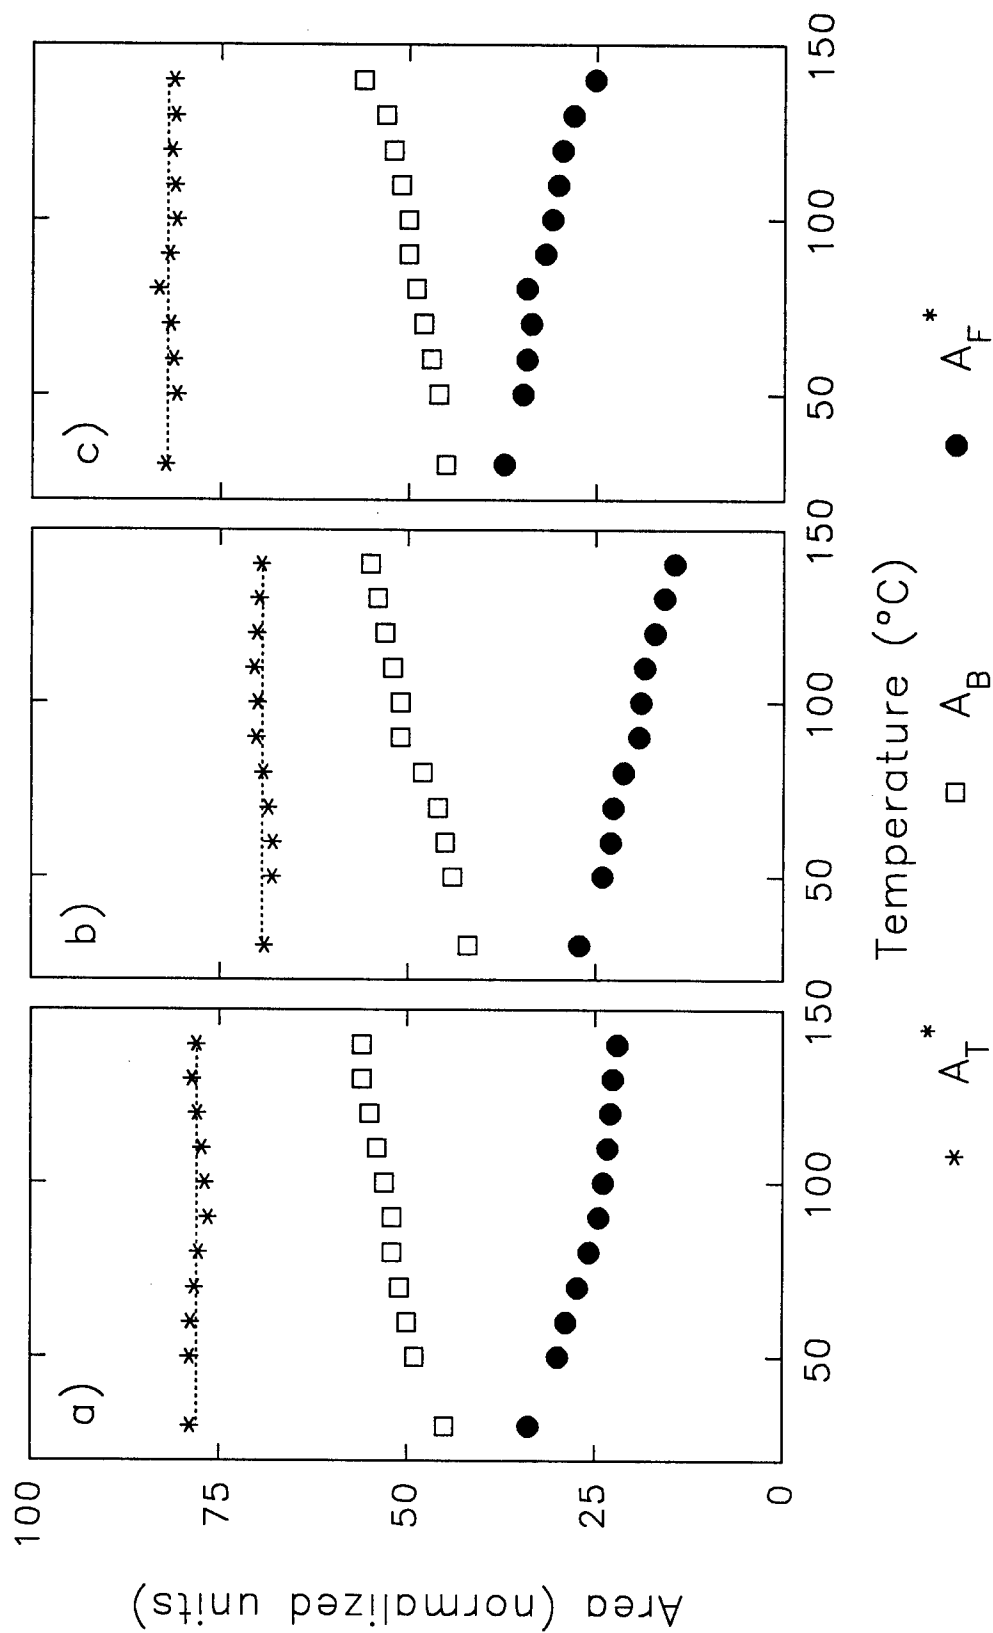 a)
b)
c)
100
75
50
25
0
Area (normalized units)
50 100 150 50 100 150 50 100 150
Temperature (°C)
* A_T* □ A_B ● A_F*